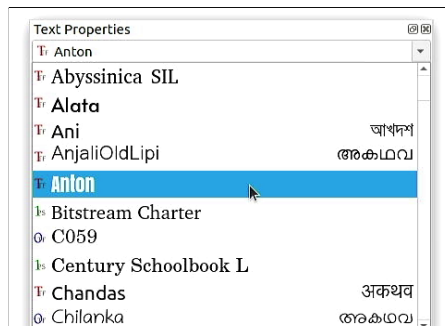 Text Properties
Anton
Abyssinica SIL
Alata
Ani আখদশ
AnjaliOldLipi അകഥവ
Anton
Bitstream Charter
C059
Century Schoolbook L
Chandas अकथव
Chilanka അകഥവ